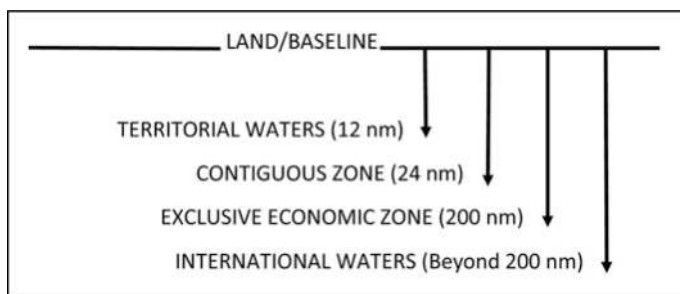 LAND/BASELINE
TERRITORIAL WATERS (12 nm)
CONTIGUOUS ZONE (24 nm)
EXCLUSIVE ECONOMIC ZONE (200 nm)
INTERNATIONAL WATERS (Beyond 200 nm)